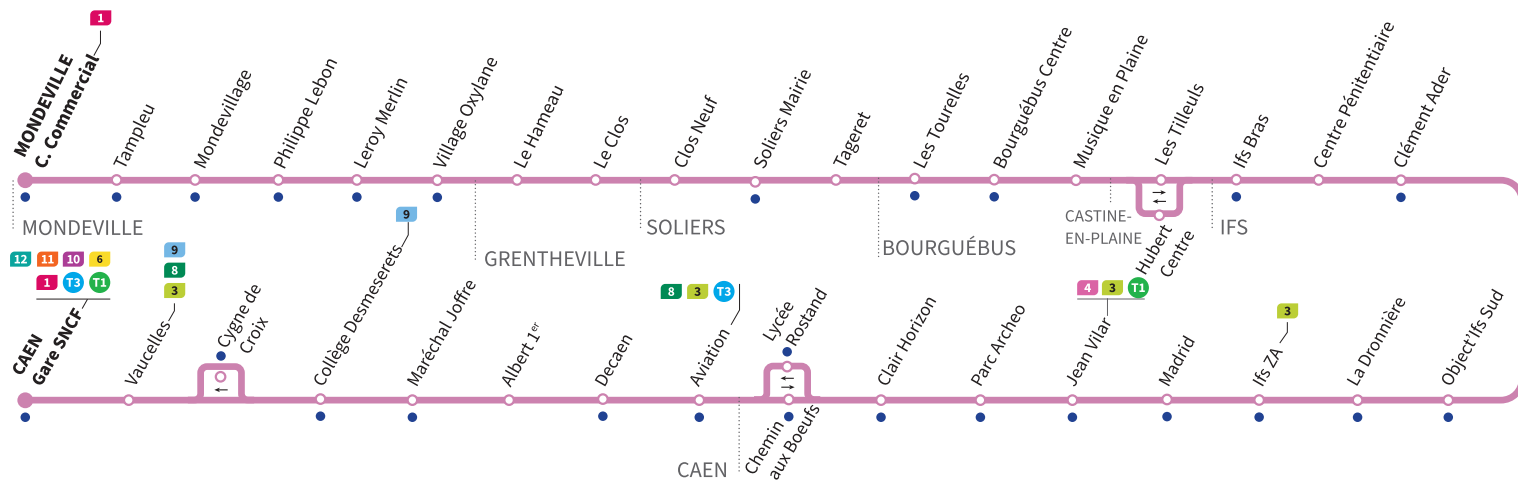 1
MONDEVILLE
C. Commercial
Tampleu
Mondevillage
Philippe Lebon
Leroy Merlin
Village Oxylane
Le Hameau
Le Clos
Clos Neuf
Soliers Mairie
Tageret
Les Tourelles
Bourguébus Centre
Musique en Plaine
Les Tilleuls
Ifs Bras
Centre Pénitentiaire
Clément Ader
MONDEVILLE
GRENTHEVILLE
SOLIERS
BOURGUÉBUS
CASTINE-
EN-PLAINE
Hubert
Centre
IFS
12 11 10 6
1 T3 T1
CAEN
Gare SNCF
9
8
3
Vaucelles
Cygne de
Croix
9
Collège Desmeserets
Maréchal Joffre
Albert 1er
Decaen
8 3 T3
Aviation
Lycée
Rostand
Chemin
aux Boeufs
CAEN
Clair Horizon
Parc Archeo
4 3 T1
Jean Vilar
Madrid
3
Ifs ZA
La Dronnière
Object'Ifs Sud